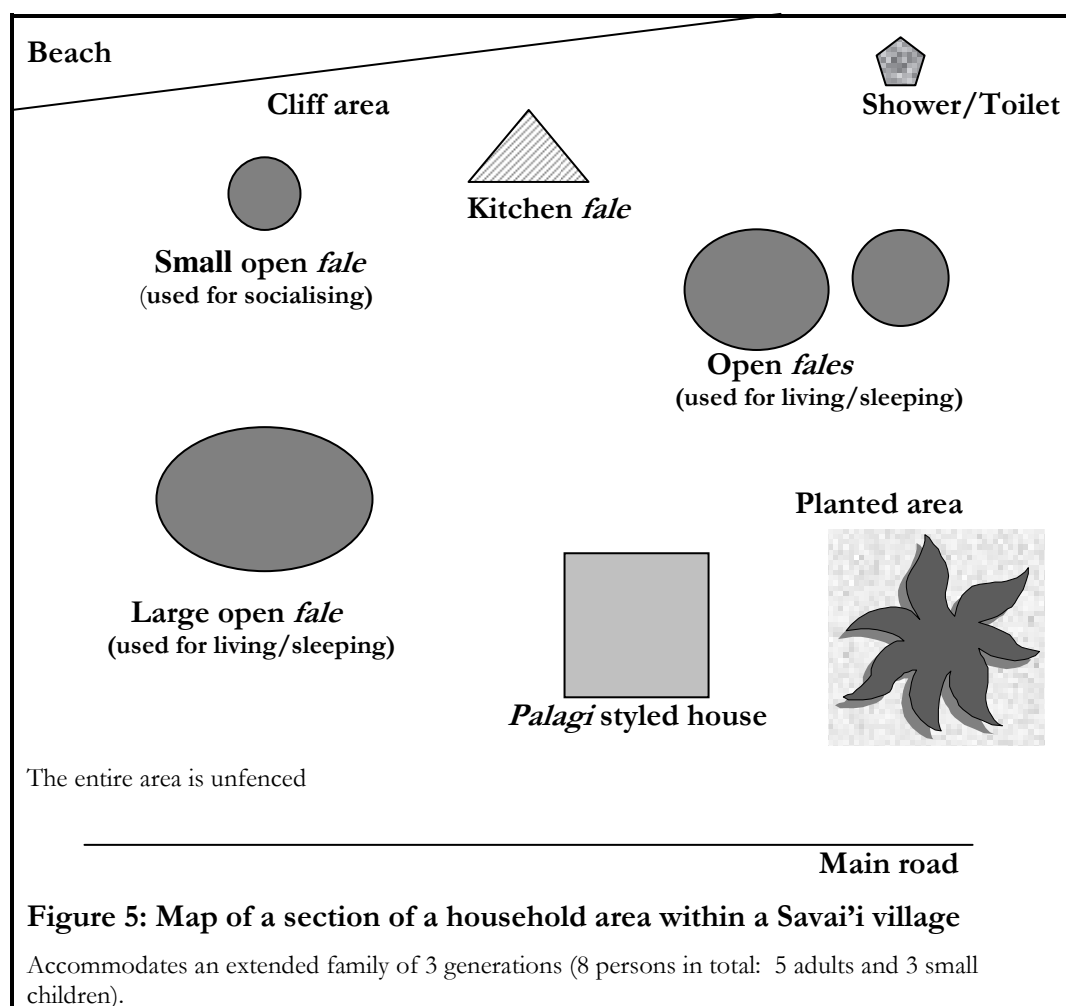 Beach
Cliff area
Shower/Toilet
Kitchen fale
Small open fale
(used for socialising)
Open fales
(used for living/sleeping)
Planted area
Large open fale
(used for living/sleeping)
Palagi styled house
The entire area is unfenced
Main road
Figure 5: Map of a section of a household area within a Savai’i village
Accommodates an extended family of 3 generations (8 persons in total:  5 adults and 3 small
children).